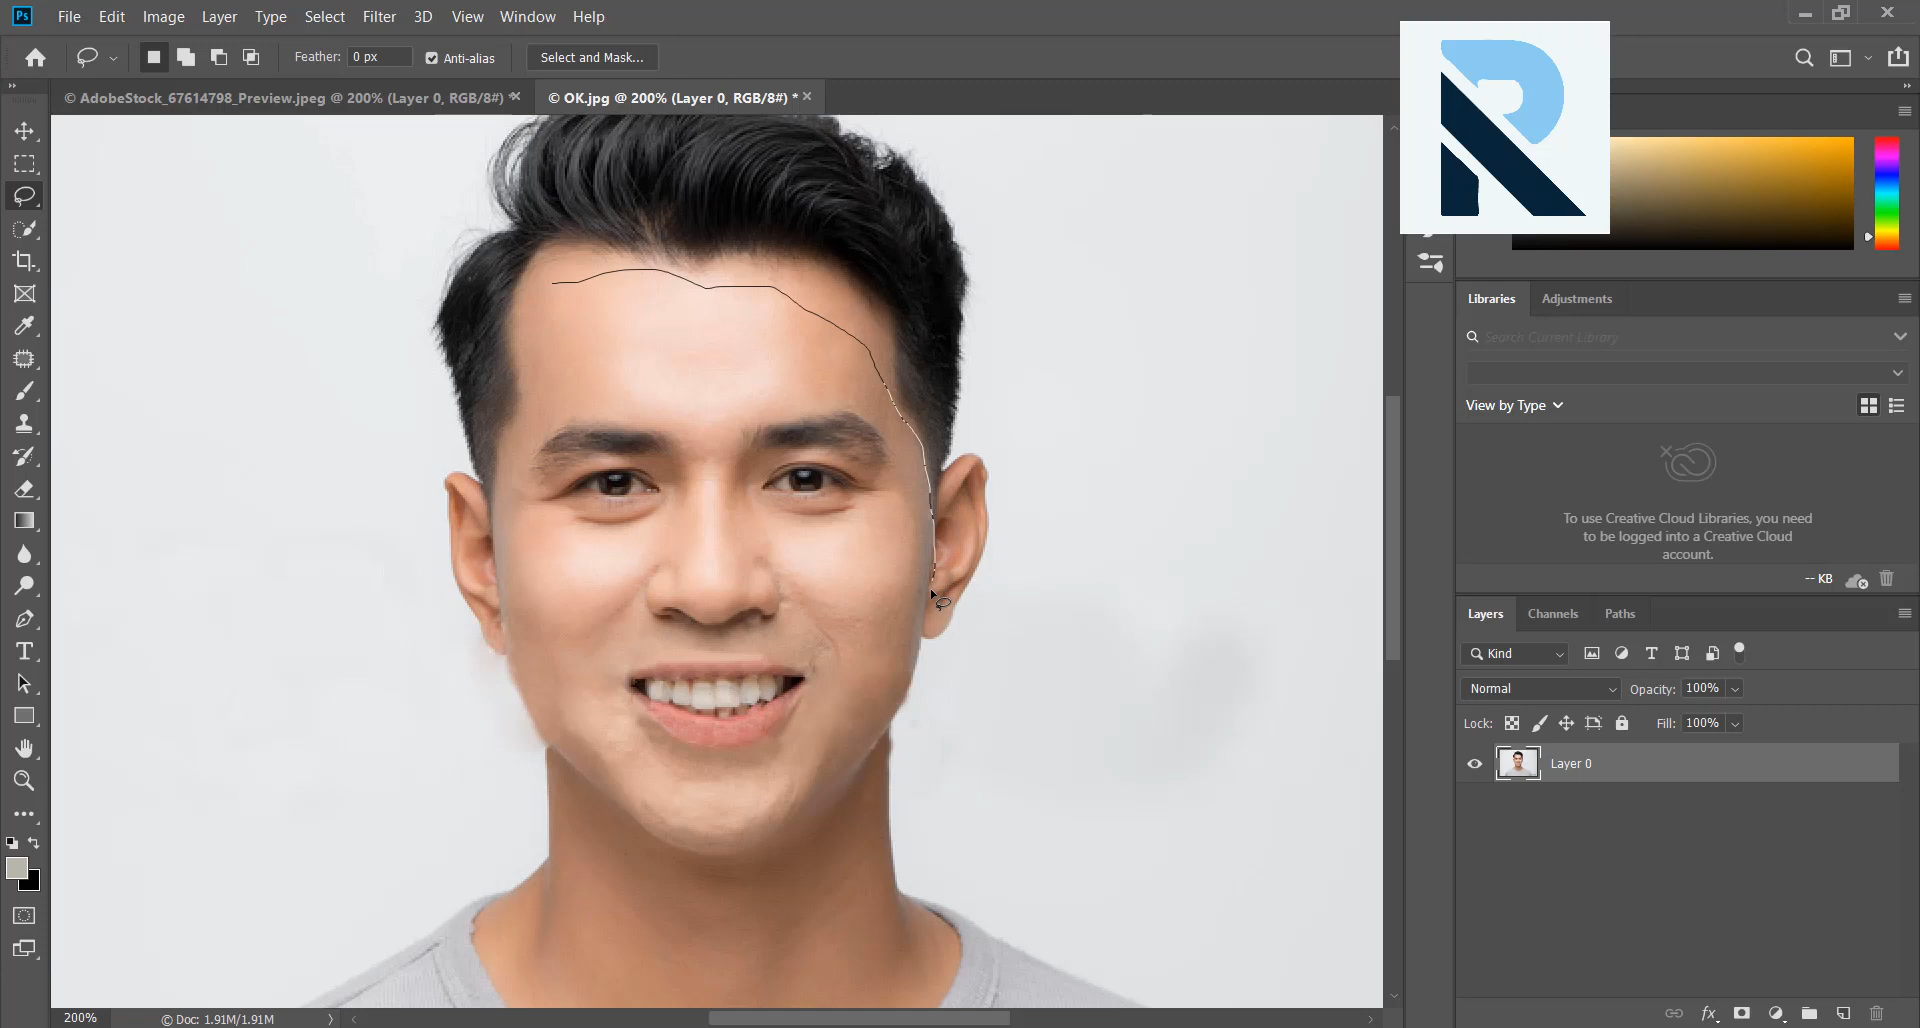 Ps File Edit Image Layer Type Select Filter 3D View Window Help
Feather: 0 px Anti-alias Select and Mask...
© AdobeStock_67614798_Preview.jpeg @ 200% (Layer 0, RGB/8#) * © OK.jpg @ 200% (Layer 0, RGB/8#) *
Libraries Adjustments
Search Current Library
View by Type
To use Creative Cloud Libraries, you need
to be logged into a Creative Cloud
account.
-- KB
Layers Channels Paths
Kind
Normal Opacity: 100%
Lock: Fill: 100%
Layer 0
200% © Doc: 1.91M/1.91M
fx